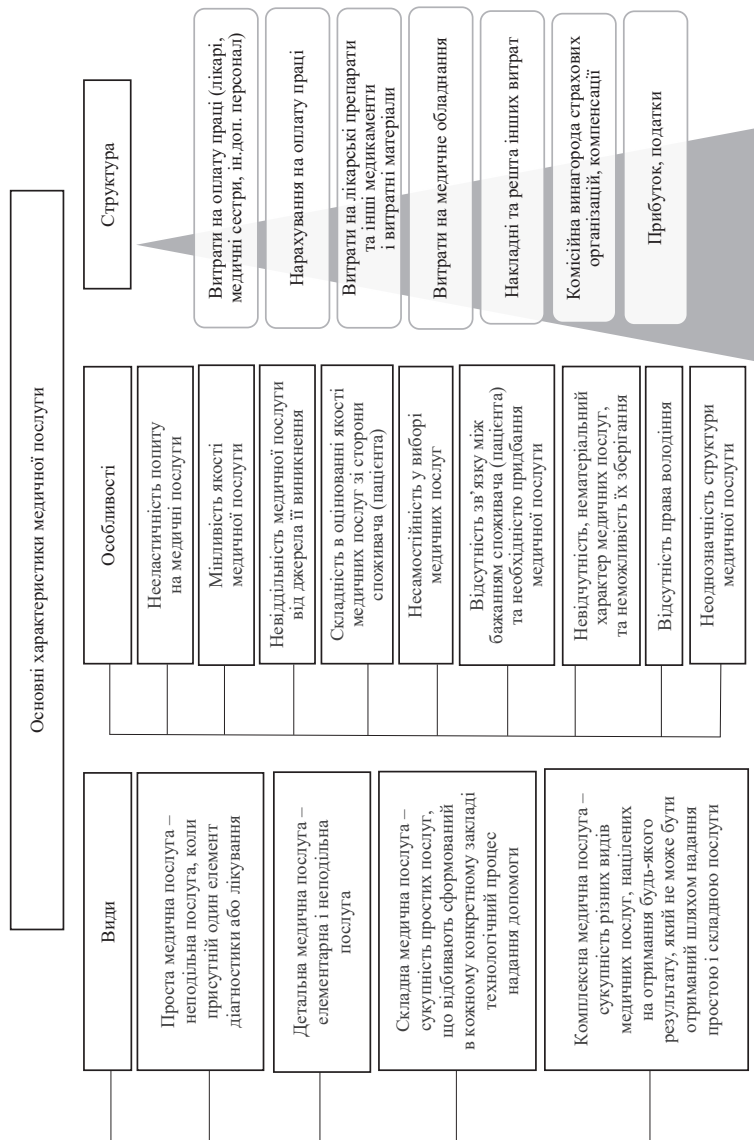 Основні характеристики медичної послуги
Види
Проста медична послуга –
неподільна послуга, коли
присутній один елемент
діагностики або лікування
Детальна медична послуга –
елементарна і неподільна
послуга
Складна медична послуга –
сукупність простих послуг,
що відбивають сформований
в кожному конкретному закладі
технологічний процес
надання допомоги
Комплексна медична послуга –
сукупність різних видів
медичних послуг, націлених
на отримання будь-якого
результату, який не може бути
отриманий шляхом надання
простою і складною послуги
Особливості
Нееластичність попиту
на медичні послуги
Мінливість якості
медичної послуги
Невіддільність медичної послуги
від джерела її виникнення
Складність в оцінюванні якості
медичних послуг зі сторони
споживача (пацієнта)
Несамостійність у виборі
медичних послуг
Відсутність зв’язку між
бажанням споживача (пацієнта)
та необхідністю придбання
медичної послуги
Невідчутність, нематеріальний
характер медичних послуг,
та неможливість їх зберігання
Відсутність права володіння
Неоднозначність структури
медичної послуги
Структура
Витрати на оплату праці (лікарі,
медичні сестри, ін.доп. персонал)
Нарахування на оплату праці
Витрати на лікарські препарати
та інші медикаменти
і витратні матеріали
Витрати на медичне обладнання
Накладні та решта інших витрат
Комісійна винагорода страхових
організацій, компенсації
Прибуток, податки